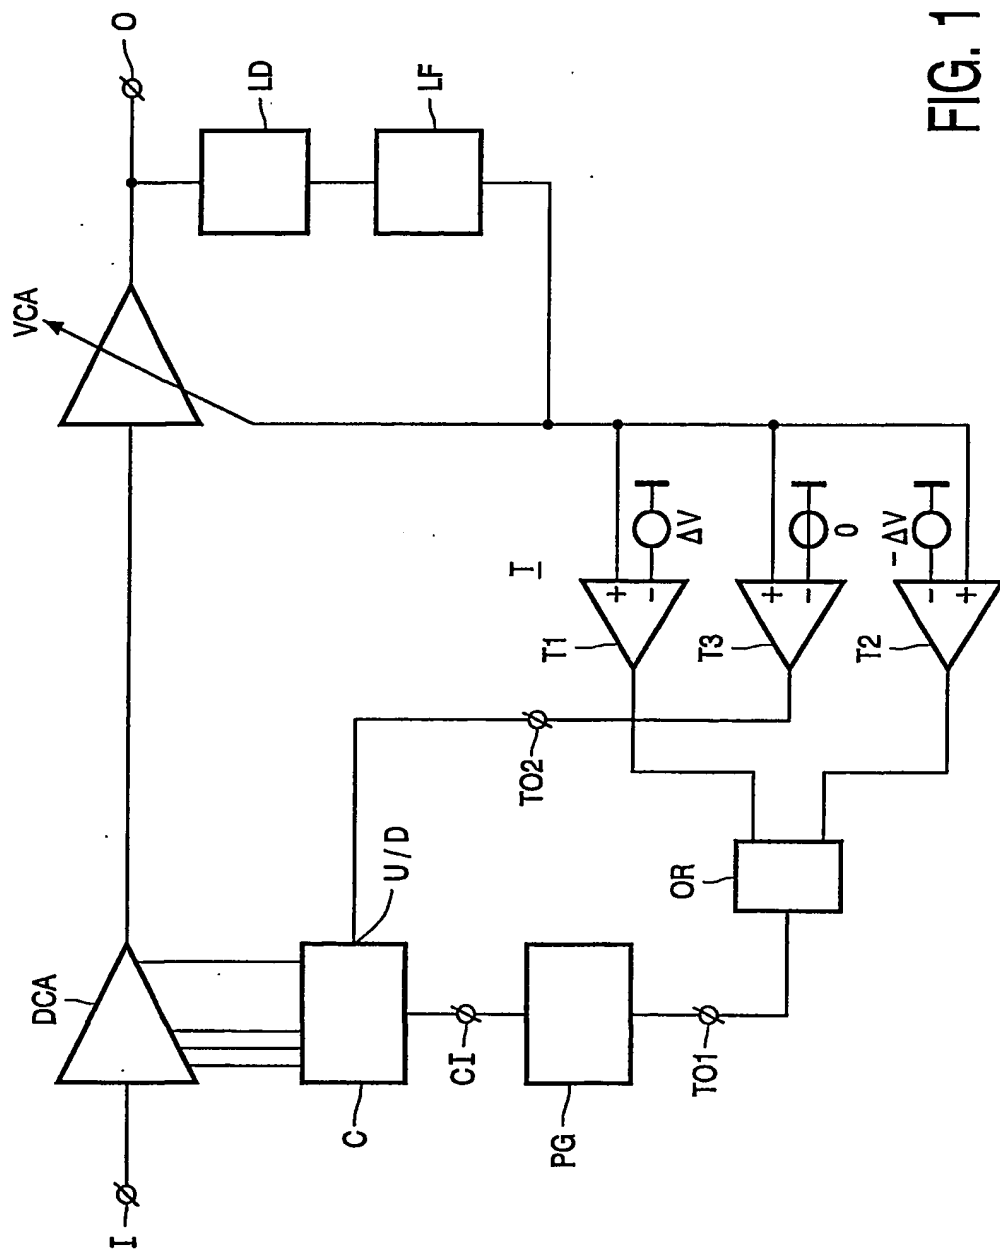 I
DCA
VCA
O
LD
LF
C
U/D
CI
PG
TO1
TO2
OR
T
T1
+
-
ΔV
T3
+
-
0
T2
-
+
- ΔV
FIG. 1